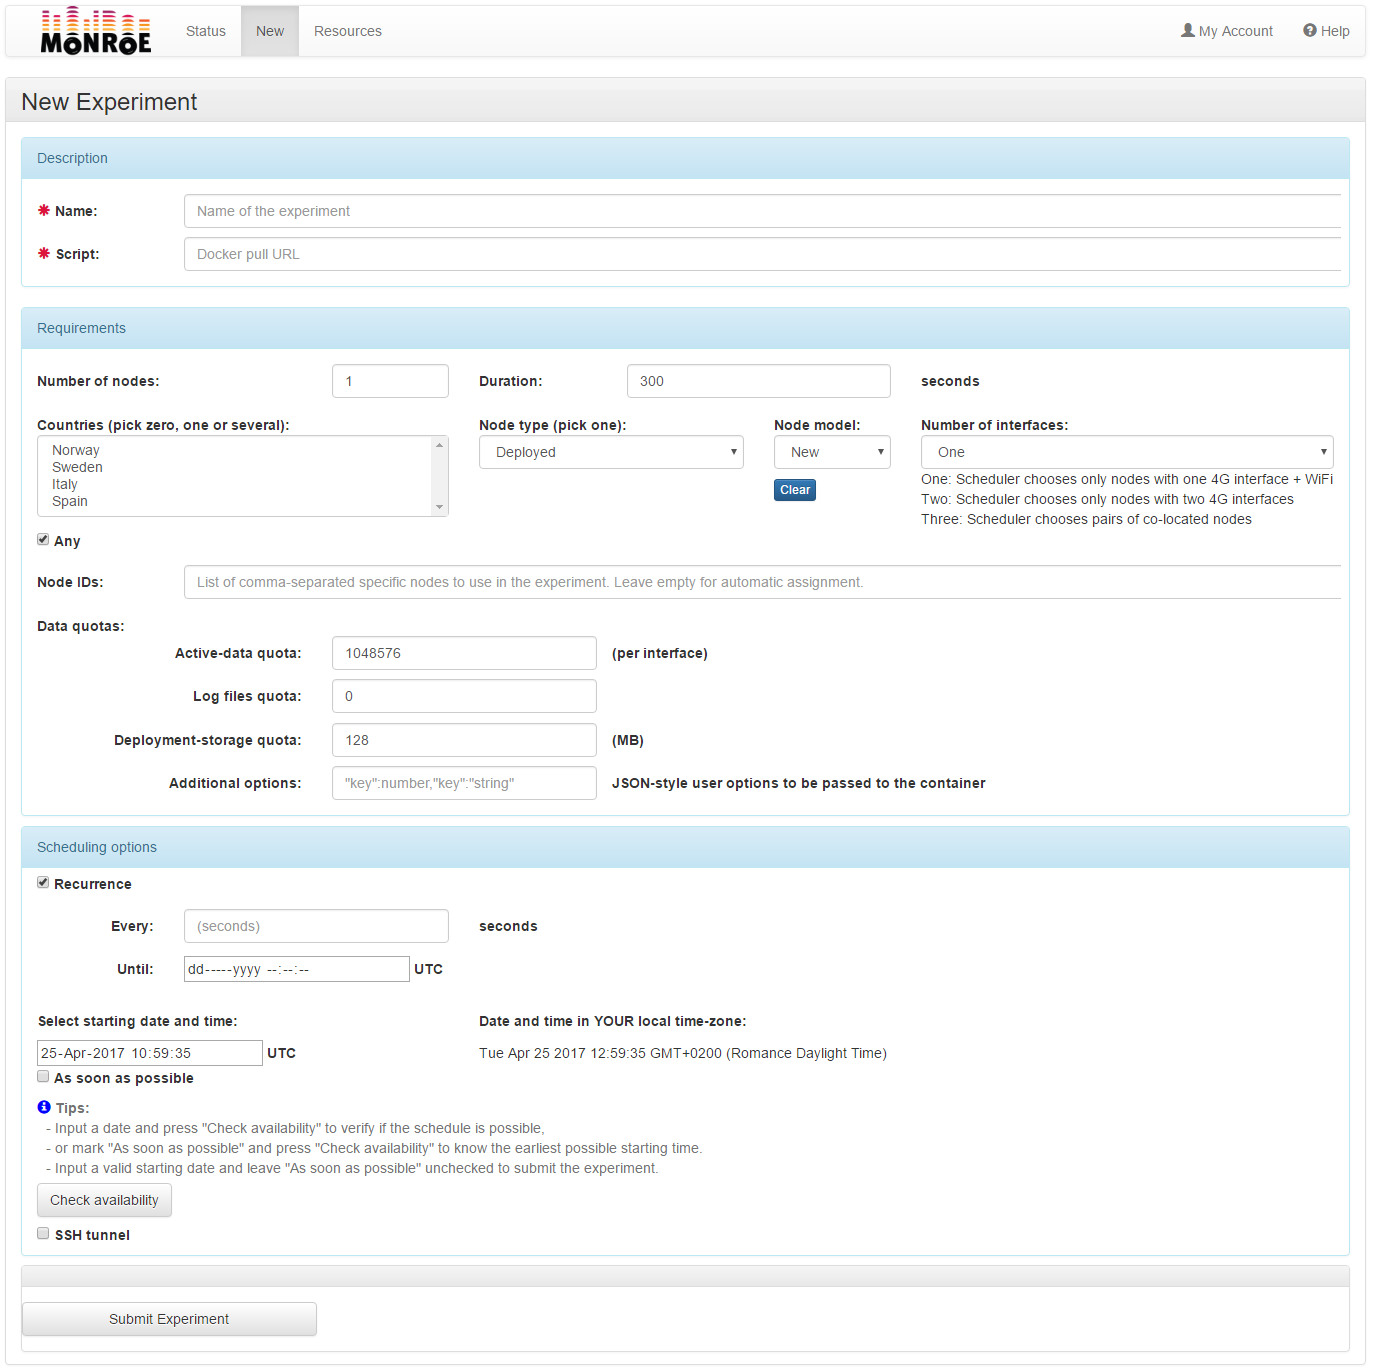 MONROE Status New Resources My Account Help
New Experiment
Description
Name: Name of the experiment
Script: Docker pull URL
Requirements
Number of nodes: 1 Duration: 300 seconds
Countries (pick zero, one or several): Node type (pick one): Node model: Number of interfaces:
Norway
Sweden
Italy
Spain
Deployed New One
Clear
One: Scheduler chooses only nodes with one 4G interface + WiFi
Two: Scheduler chooses only nodes with two 4G interfaces
Three: Scheduler chooses pairs of co-located nodes
Any
Node IDs: List of comma-separated specific nodes to use in the experiment. Leave empty for automatic assignment.
Data quotas:
Active-data quota: 1048576 (per interface)
Log files quota: 0
Deployment-storage quota: 128 (MB)
Additional options: "key":number,"key":"string" JSON-style user options to be passed to the container
Scheduling options
Recurrence
Every: (seconds) seconds
Until: dd-----yyyy --:--:-- UTC
Select starting date and time: Date and time in YOUR local time-zone:
25-Apr-2017 10:59:35 UTC Tue Apr 25 2017 12:59:35 GMT+0200 (Romance Daylight Time)
As soon as possible
Tips:
- Input a date and press "Check availability" to verify if the schedule is possible,
- or mark "As soon as possible" and press "Check availability" to know the earliest possible starting time.
- Input a valid starting date and leave "As soon as possible" unchecked to submit the experiment.
Check availability
SSH tunnel
Submit Experiment